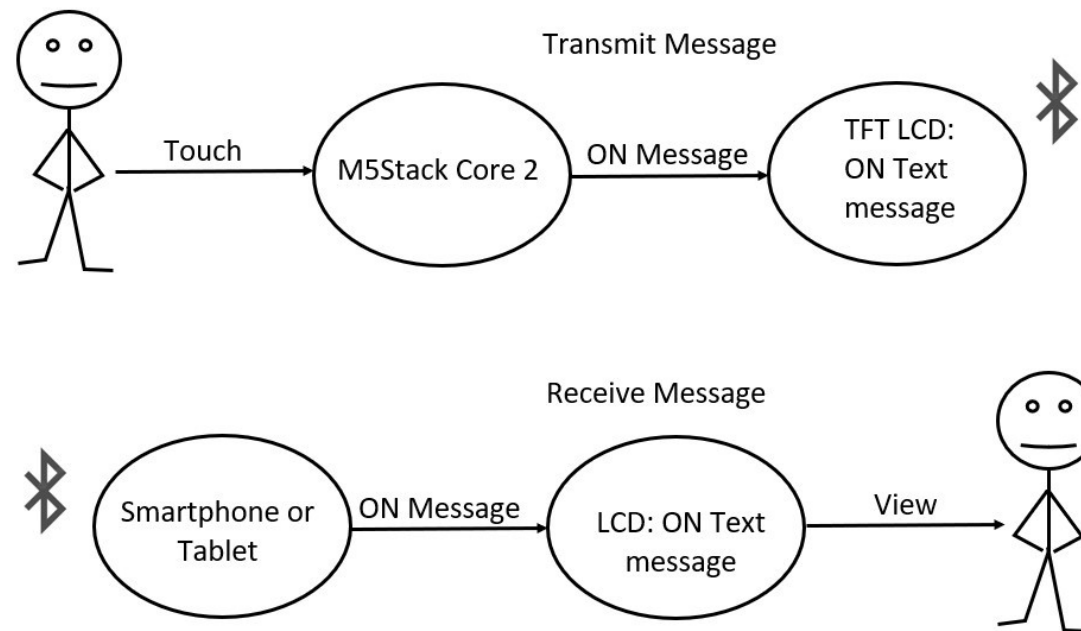 Transmit Message
Touch
M5Stack Core 2
ON Message
TFT LCD:
ON Text
message
Receive Message
Smartphone or
Tablet
ON Message
LCD: ON Text
message
View